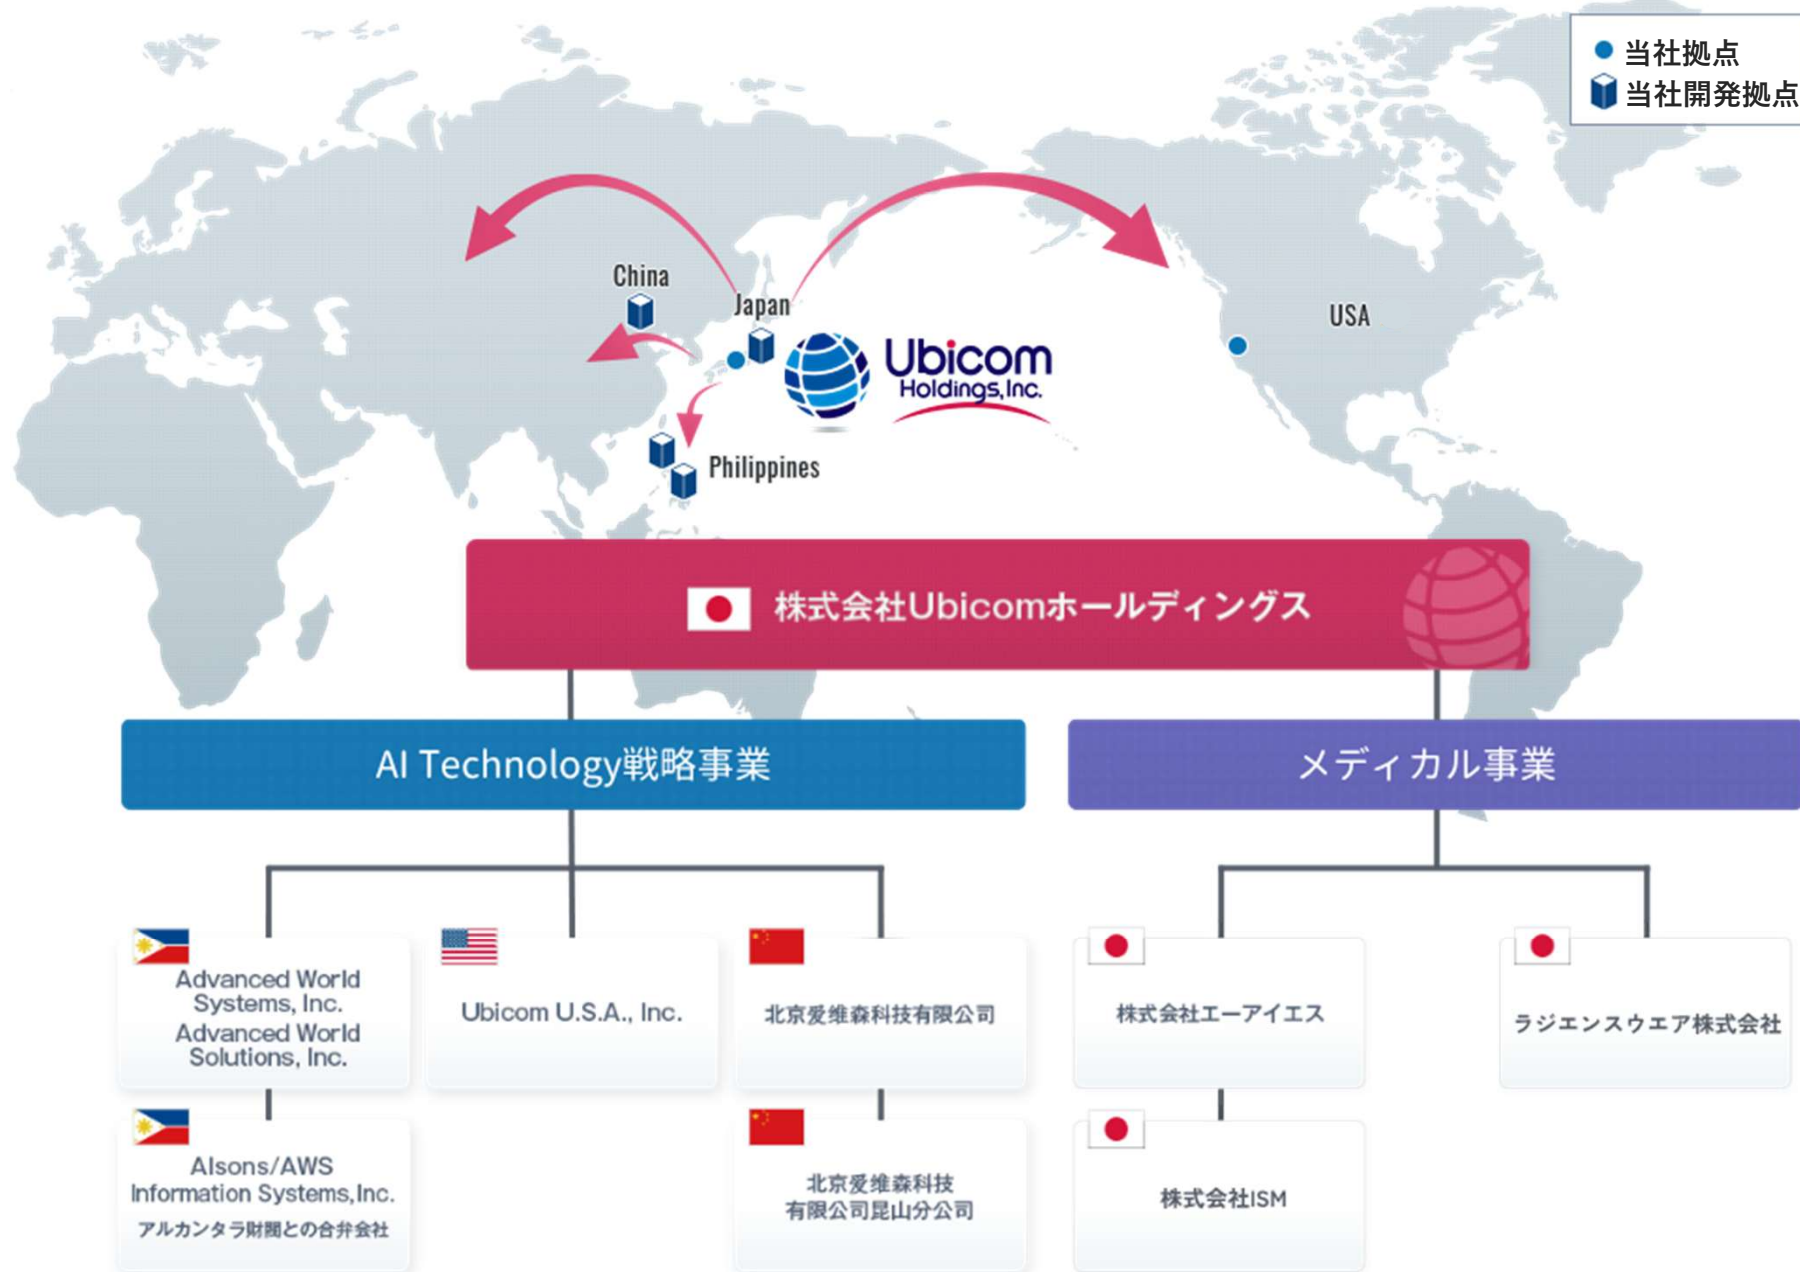 当社拠点
当社開発拠点
China
Japan
USA
Ubicom
Holdings,Inc.
Philippines
株式会社Ubicomホールディングス
AI Technology戦略事業
メディカル事業
Advanced World
Systems, Inc.
Advanced World
Solutions, Inc.
Ubicom U.S.A., Inc.
北京爱维森科技有限公司
株式会社エーアイエス
ラジエンスウエア株式会社
Alsons/AWS
Information Systems,Inc.
アルカンタラ財閥との合弁会社
北京爱维森科技
有限公司昆山分公司
株式会社ISM